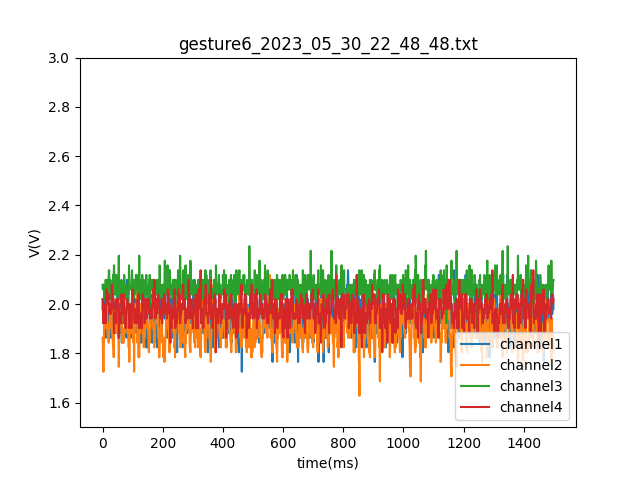 gesture6_2023_05_30_22_48_48.txt
V(V)
3.0
2.8
2.6
2.4
2.2
2.0
1.8
1.6
channel1
channel2
channel3
channel4
0 200 400 600 800 1000 1200 1400
time(ms)